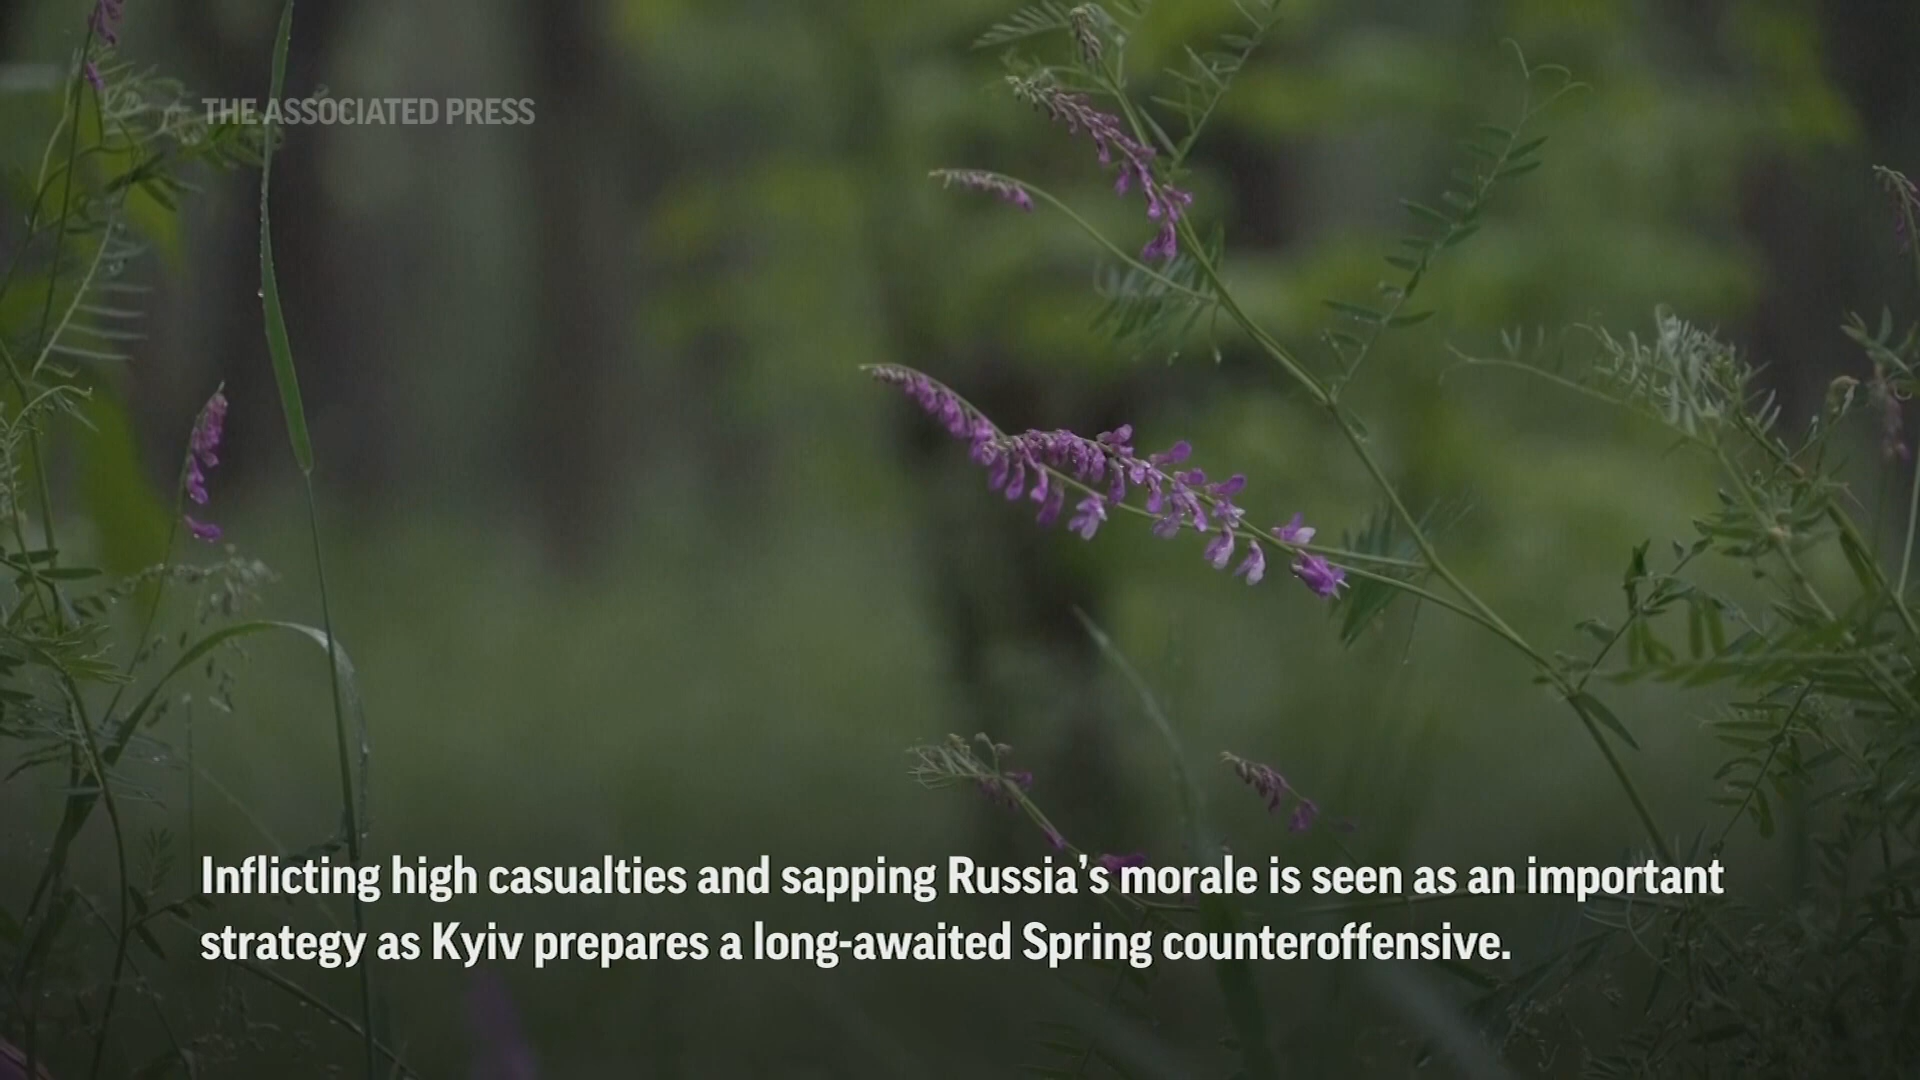 THE ASSOCIATED PRESS
Inflicting high casualties and sapping Russia’s morale is seen as an important
strategy as Kyiv prepares a long-awaited Spring counteroffensive.